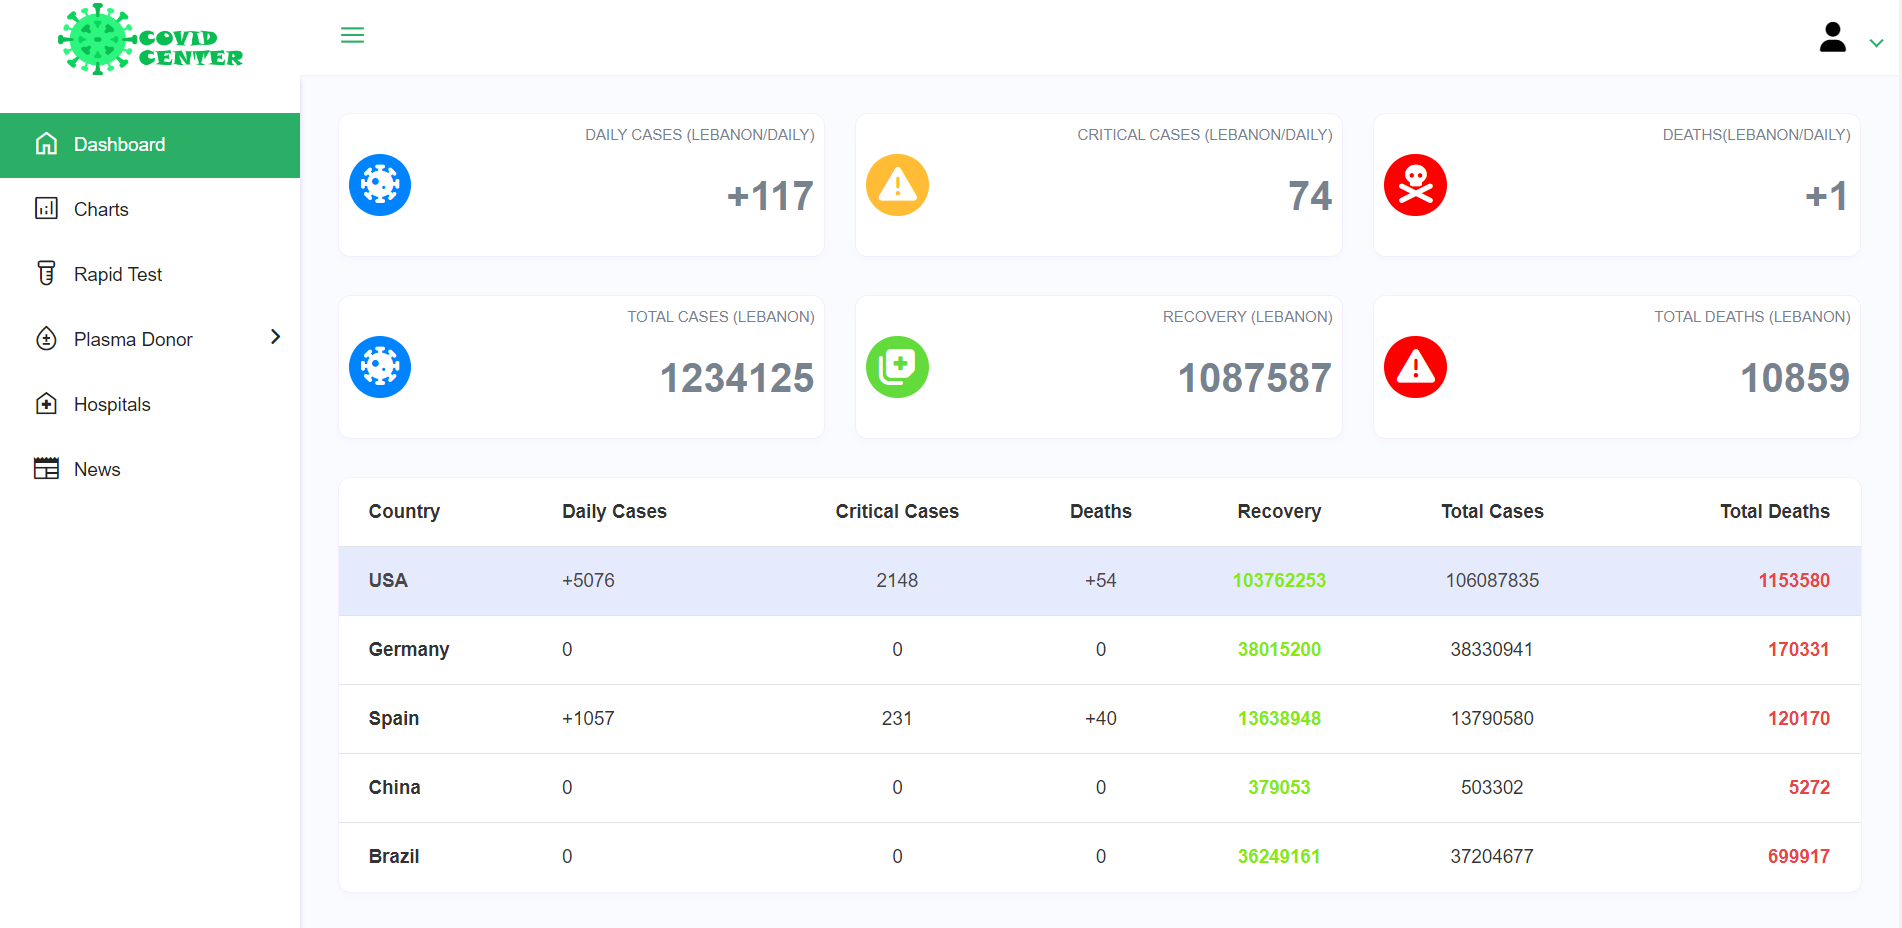 COVID
CENTER
Dashboard
Charts
Rapid Test
Plasma Donor
Hospitals
News
DAILY CASES (LEBANON/DAILY)
+117
CRITICAL CASES (LEBANON/DAILY)
74
DEATHS(LEBANON/DAILY)
+1
TOTAL CASES (LEBANON)
1234125
RECOVERY (LEBANON)
1087587
TOTAL DEATHS (LEBANON)
10859
Country Daily Cases Critical Cases Deaths Recovery Total Cases Total Deaths
USA +5076 2148 +54 103762253 106087835 1153580
Germany 0 0 0 38015200 38330941 170331
Spain +1057 231 +40 13638948 13790580 120170
China 0 0 0 379053 503302 5272
Brazil 0 0 0 36249161 37204677 699917